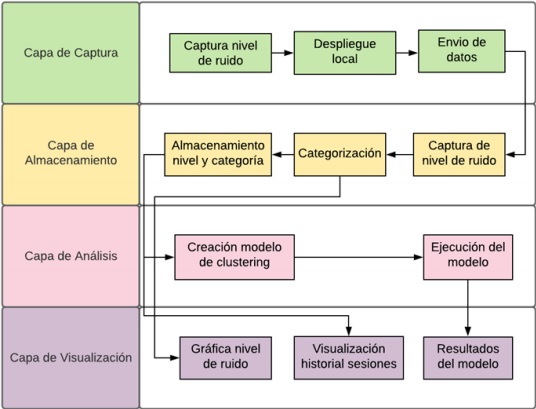 Capa de Captura
Captura nivel
de ruido
Despliegue
local
Envio de
datos
Capa de
Almacenamiento
Almacenamiento
nivel y categoría
Categorización
Captura de
nivel de ruido
Capa de Análisis
Creación modelo
de clustering
Ejecución del
modelo
Capa de Visualización
Gráfica nivel
de ruido
Visualización
historial sesiones
Resultados
del modelo